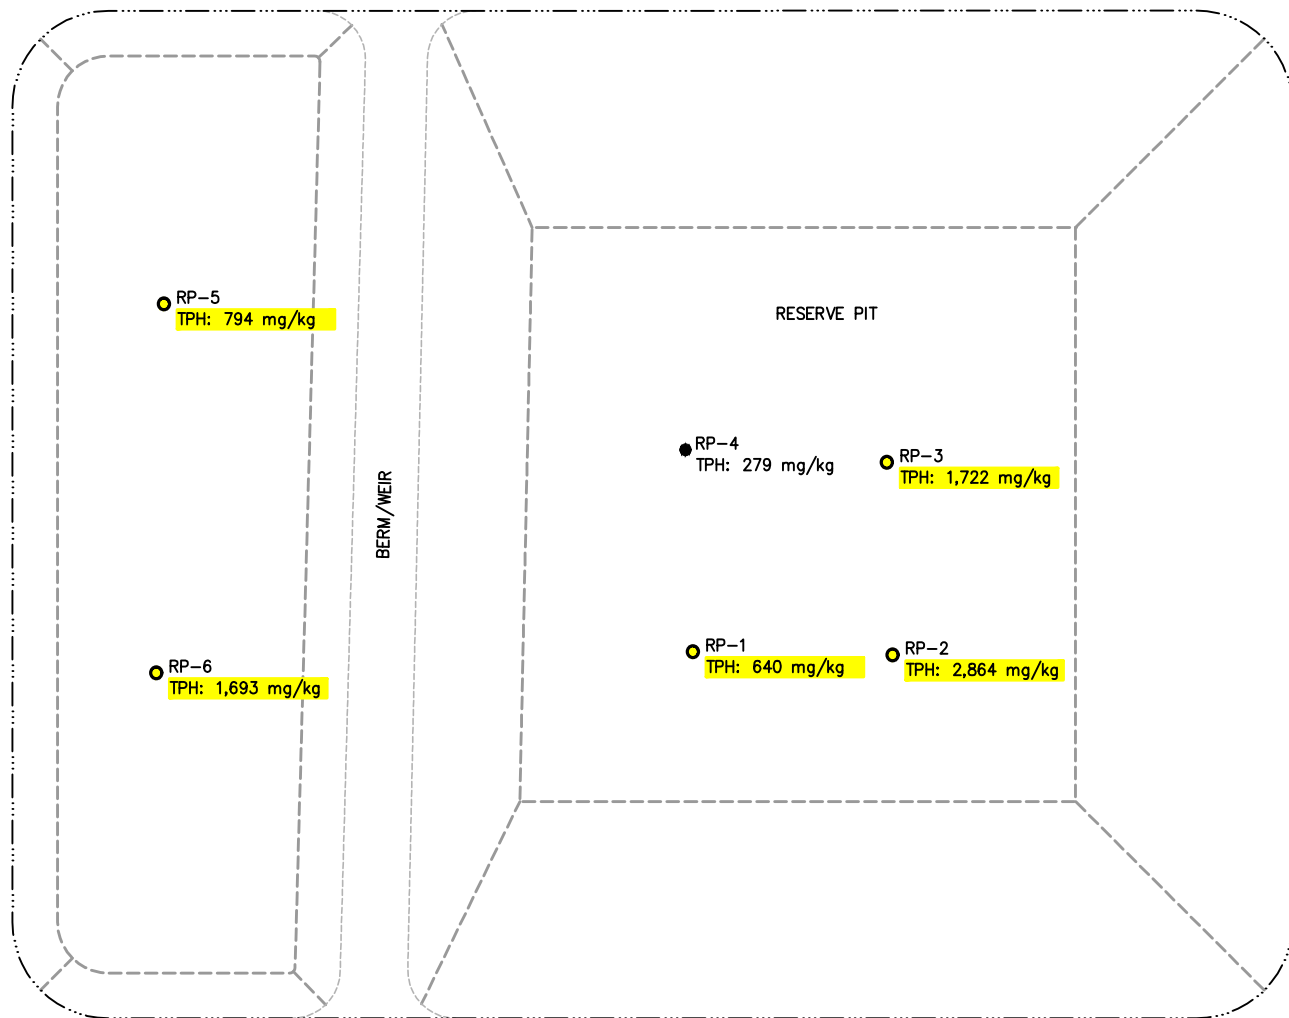 RP-5
TPH: 794 mg/kg
RESERVE PIT
RP-4
TPH: 279 mg/kg
RP-3
TPH: 1,722 mg/kg
BERM/WEIR
RP-1
TPH: 640 mg/kg
RP-2
TPH: 2,864 mg/kg
RP-6
TPH: 1,693 mg/kg